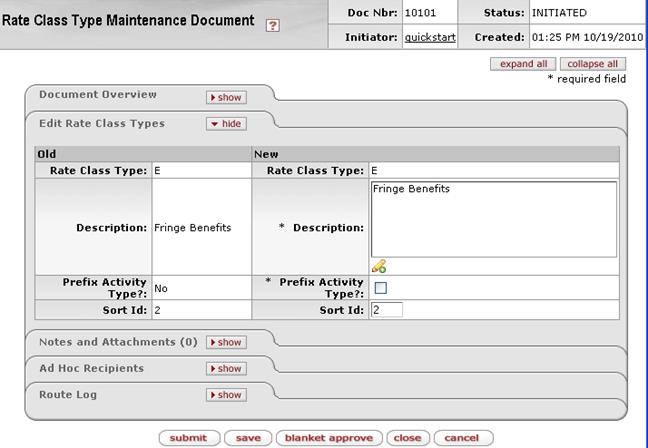 Rate Class Type Maintenance Document ?
Doc Nbr: 10101 Status: INITIATED
Initiator: quickstart Created: 01:25 PM 10/19/2010
expand all collapse all
* required field
Document Overview show
Edit Rate Class Types hide
Old New
Rate Class Type: E Rate Class Type: E
Description: Fringe Benefits * Description: Fringe Benefits
Prefix Activity Type?: No * Prefix Activity Type?:
Sort Id: 2 Sort Id: 2
Notes and Attachments (0) show
Ad Hoc Recipients show
Route Log show
submit save blanket approve close cancel